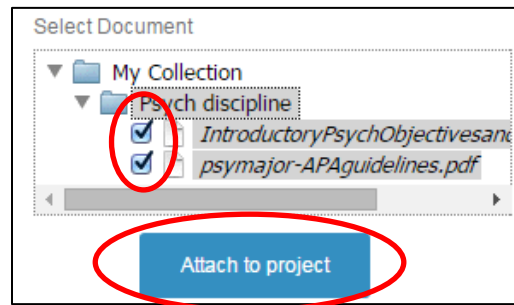 Select Document
My Collection
Psych discipline
IntroductoryPsychObjectivesand
psymajor-APAguidelines.pdf
Attach to project